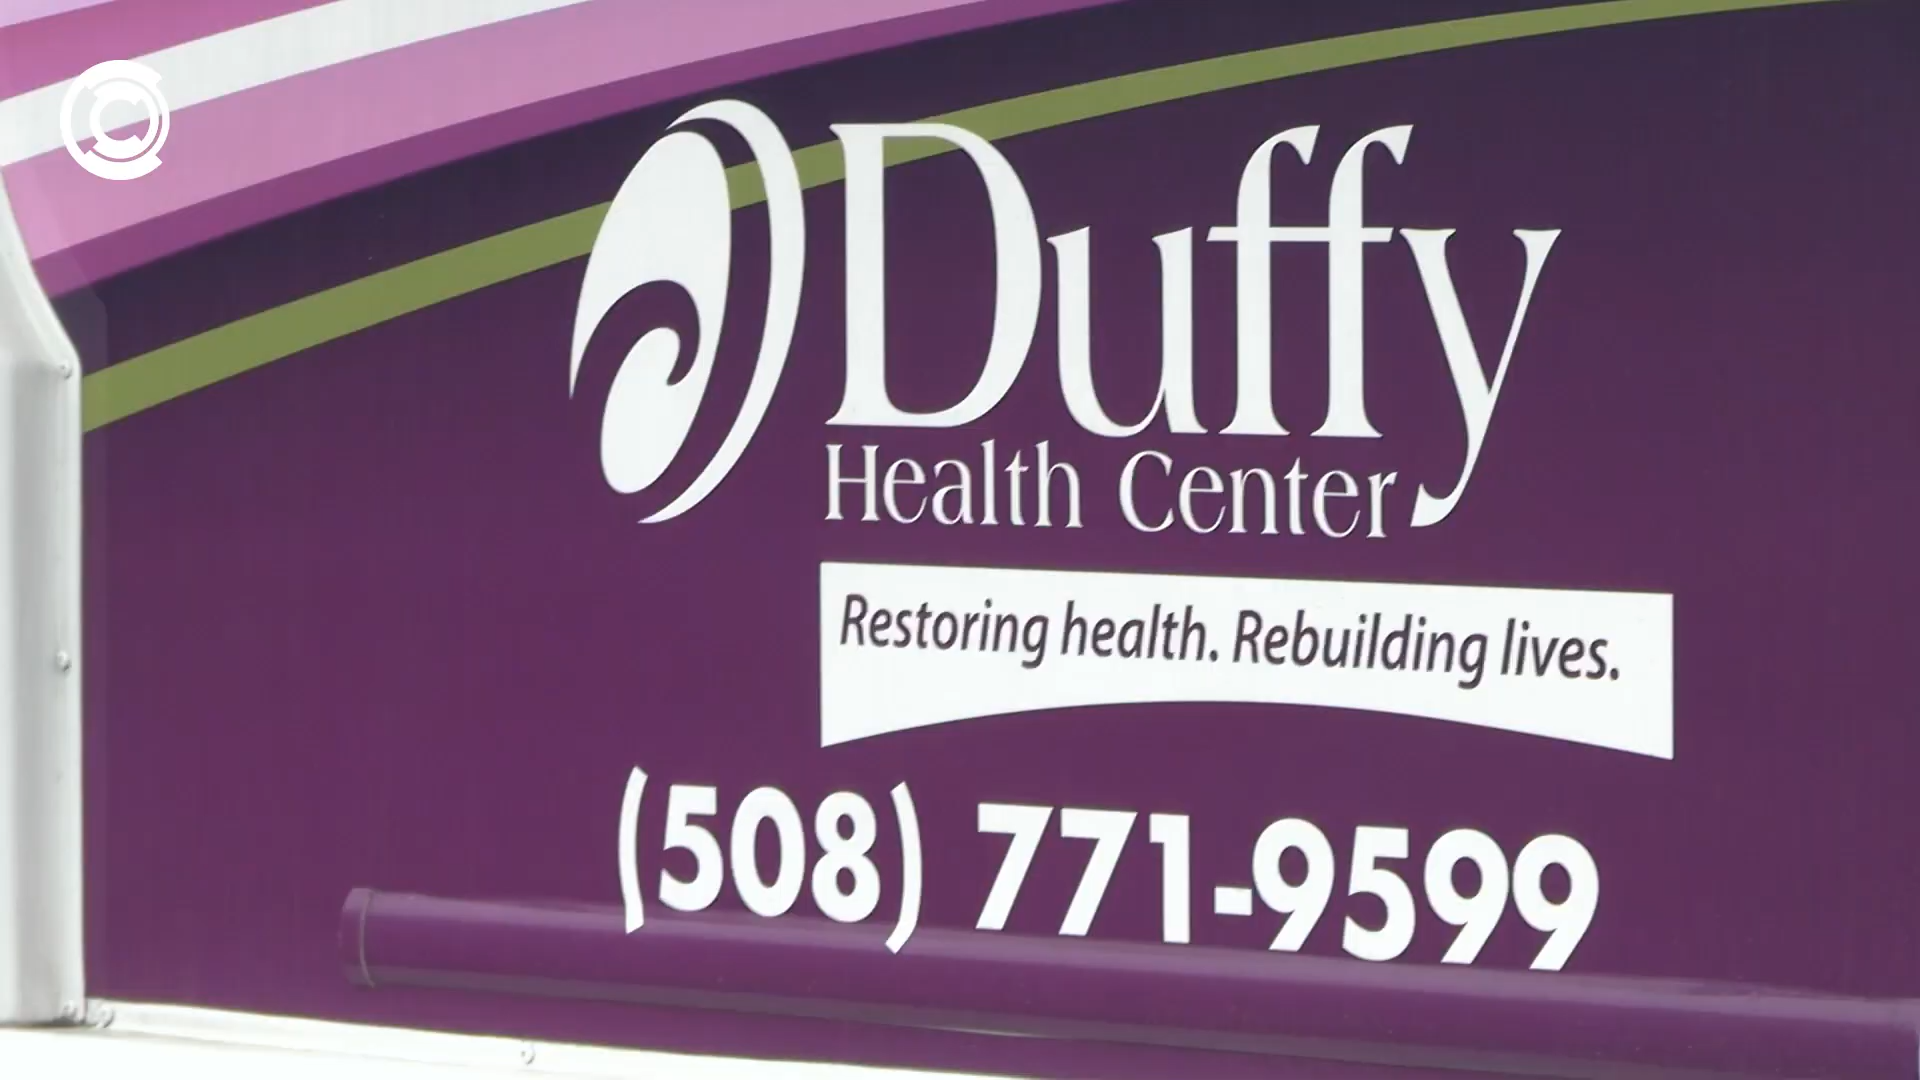 Duffy
Health Center
Restoring health. Rebuilding lives.
(508) 771-9599